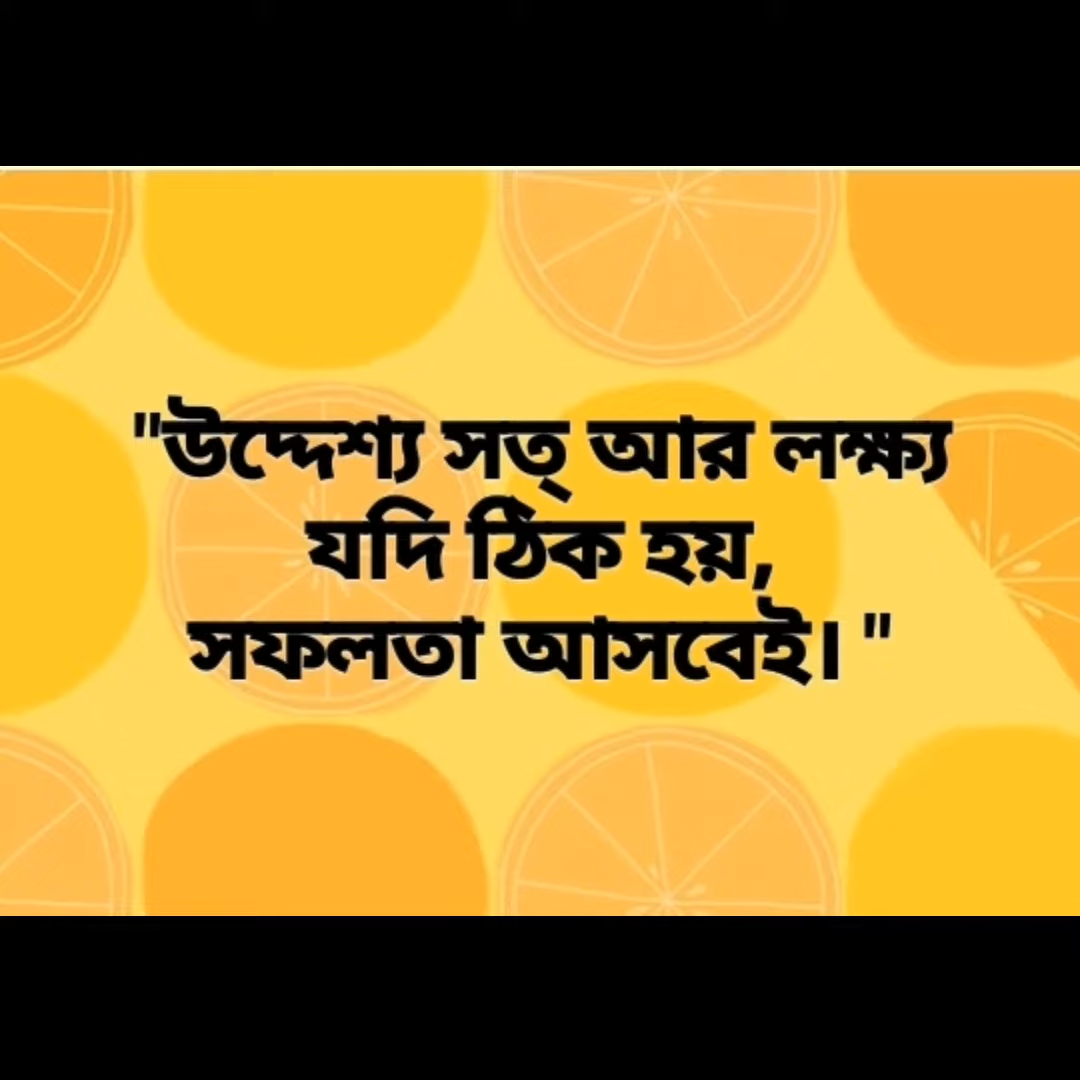 "উদ্দেশ্য সত্ আর লক্ষ্য
যদি ঠিক হয়,
সফলতা আসবেই। "